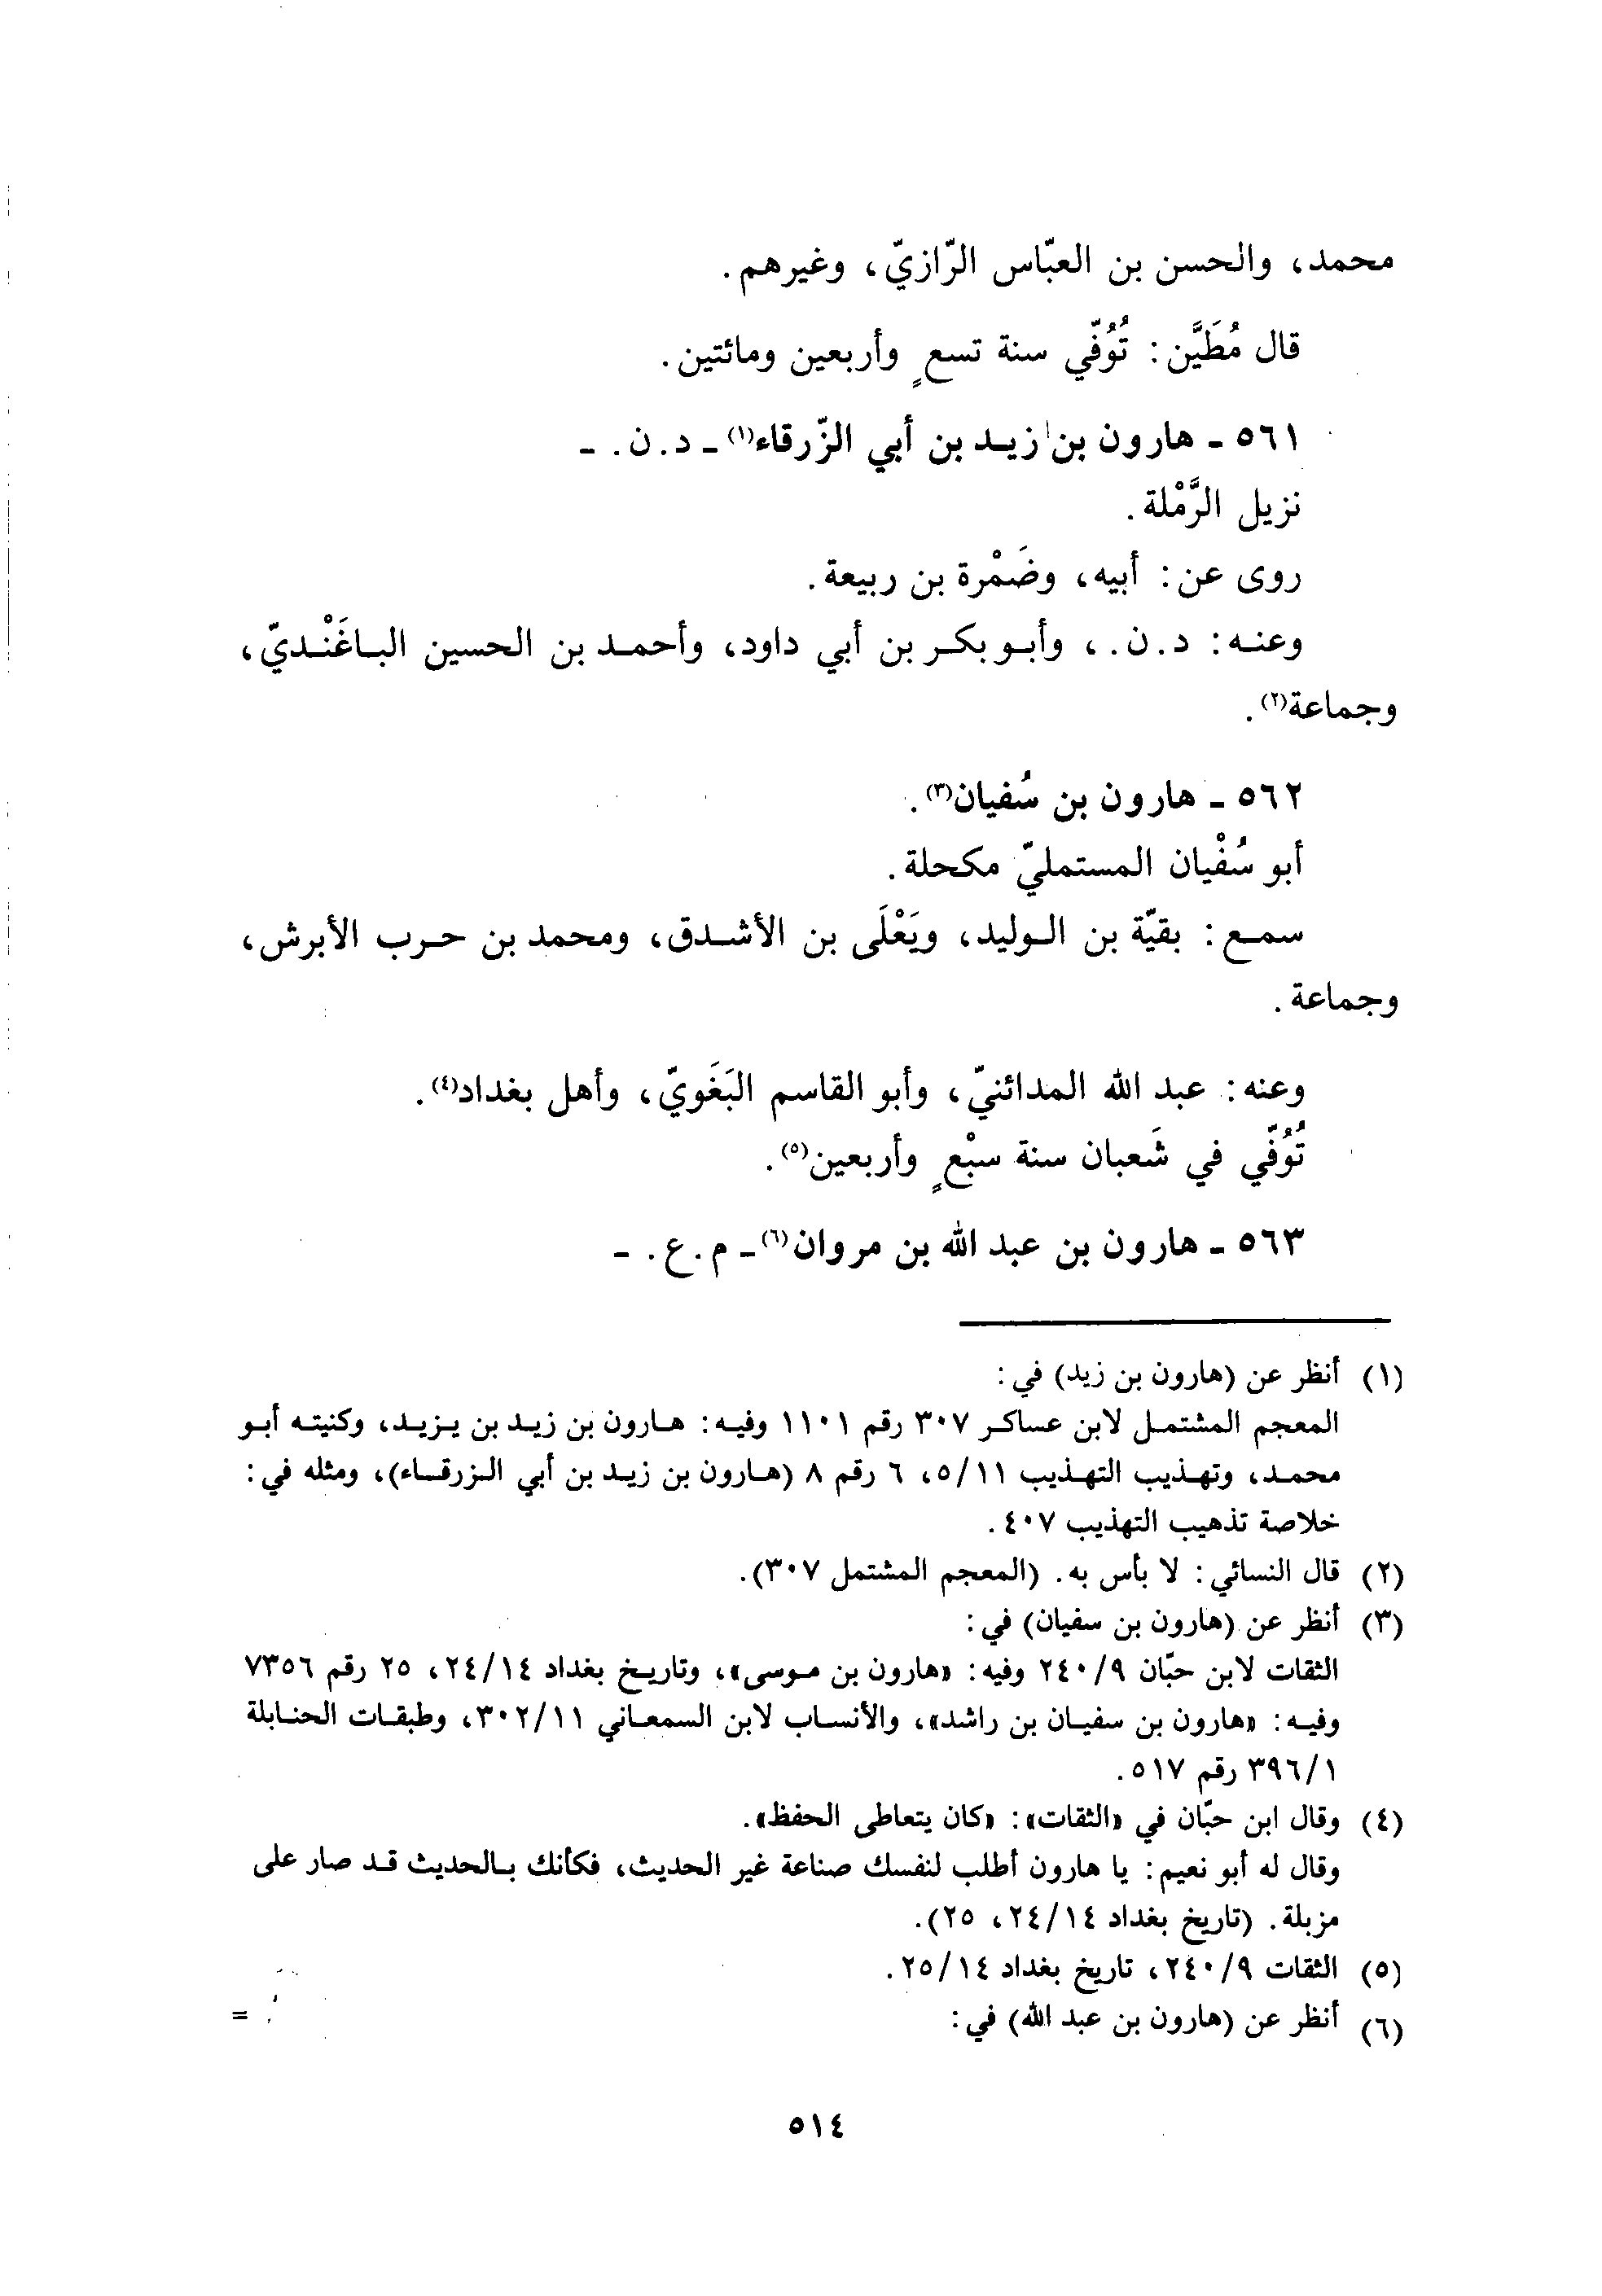 محمد، والحسن بن العبّاس الرّازيّ، وغيرهم.
قال مُطَيَّن: تُوُفّي سنة تسعٍ وأربعين ومائتين.
٥٦١ - هارون بن زيد بن أبي الزّرقاء(١) - د.ن. -
نزيل الرَّمْلة.
روى عن: أبيه، وضَمْرة بن ربيعة.
وعنه: د.ن.، وأبو بكر بن أبي داود، وأحمد بن الحسين الباغَنْديّ،
وجماعة(٢).
٥٦٢ - هارون بن سُفيان(٣).
أبو سُفْيان المستمليّ مكحلة.
سمع: بقيّة بن الوليد، ويَعْلَى بن الأشدق، ومحمد بن حرب الأبرش،
وجماعة.
وعنه: عبد الله المدائنيّ، وأبو القاسم البَغَويّ، وأهل بغداد(٤).
تُوُفّي في شَعبان سنة سبْعٍ وأربعين(٥).
٥٦٣ - هارون بن عبد الله بن مروان(٦) - م.ع. -
(١) أنظر عن (هارون بن زيد) في:
المعجم المشتمل لابن عساكر ٣٠٧ رقم ١١٠١ وفيه: هارون بن زيد بن يزيد، وكنيته أبو
محمد، وتهذيب التهذيب ٥/١١، ٦ رقم ٨ (هارون بن زيد بن أبي الزرقاء)، ومثله في:
خلاصة تذهيب التهذيب ٤٠٧.
(٢) قال النسائي: لا بأس به. (المعجم المشتمل ٣٠٧).
(٣) أنظر عن (هارون بن سفيان) في:
الثقات لابن حبّان ٢٤٠/٩ وفيه: «هارون بن موسى»، وتاريخ بغداد ٢٤/١٤، ٢٥ رقم ٧٣٥٦
وفيه: «هارون بن سفيان بن راشد»، والأنساب لابن السمعاني ٣٠٢/١١، وطبقات الحنابلة
٣٩٦/١ رقم ٥١٧.
(٤) وقال ابن حبّان في «الثقات»: «كان يتعاطى الحفظ».
وقال له أبو نعيم: يا هارون أطلب لنفسك صناعة غير الحديث، فكأنك بالحديث قد صار على
مزبلة. (تاريخ بغداد ٢٤/١٤، ٢٥).
(٥) الثقات ٢٤٠/٩، تاريخ بغداد ٢٥/١٤.
(٦) أنظر عن (هارون بن عبد الله) في: =
٥١٤